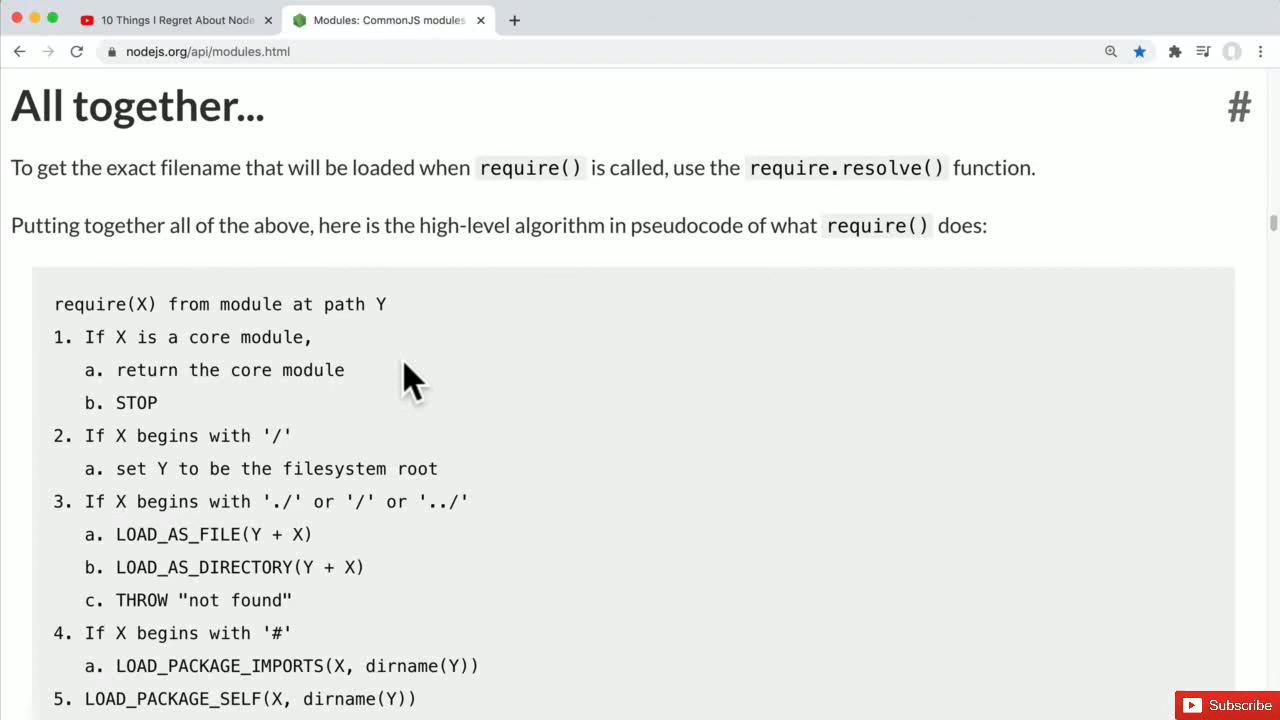 10 Things I Regret About Node
Modules: CommonJS modules
nodejs.org/api/modules.html
All together...
#
To get the exact filename that will be loaded when require() is called, use the require.resolve() function.
Putting together all of the above, here is the high-level algorithm in pseudocode of what require() does:
require(X) from module at path Y
1. If X is a core module,
a. return the core module
b. STOP
2. If X begins with '/'
a. set Y to be the filesystem root
3. If X begins with './' or '/' or '../'
a. LOAD_AS_FILE(Y + X)
b. LOAD_AS_DIRECTORY(Y + X)
c. THROW "not found"
4. If X begins with '#'
a. LOAD_PACKAGE_IMPORTS(X, dirname(Y))
5. LOAD_PACKAGE_SELF(X, dirname(Y))
Subscribe